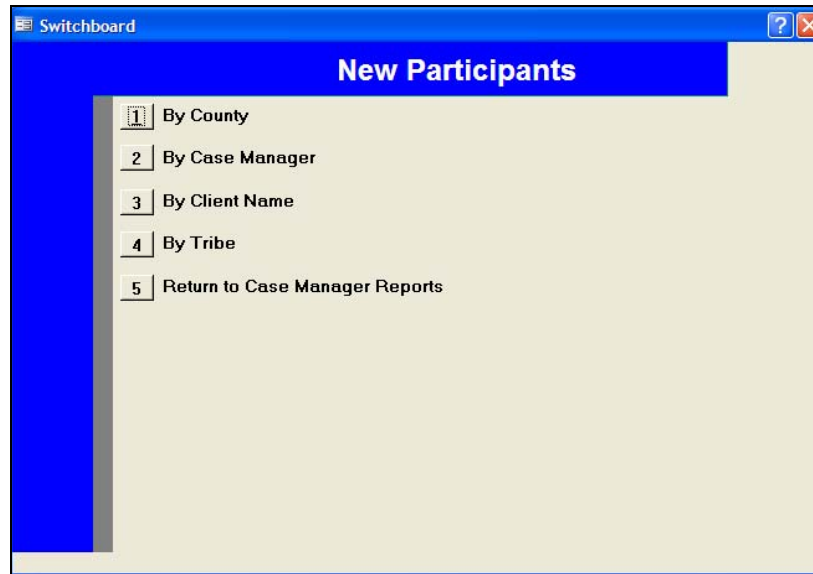 Switchboard
New Participants
1 By County
2 By Case Manager
3 By Client Name
4 By Tribe
5 Return to Case Manager Reports